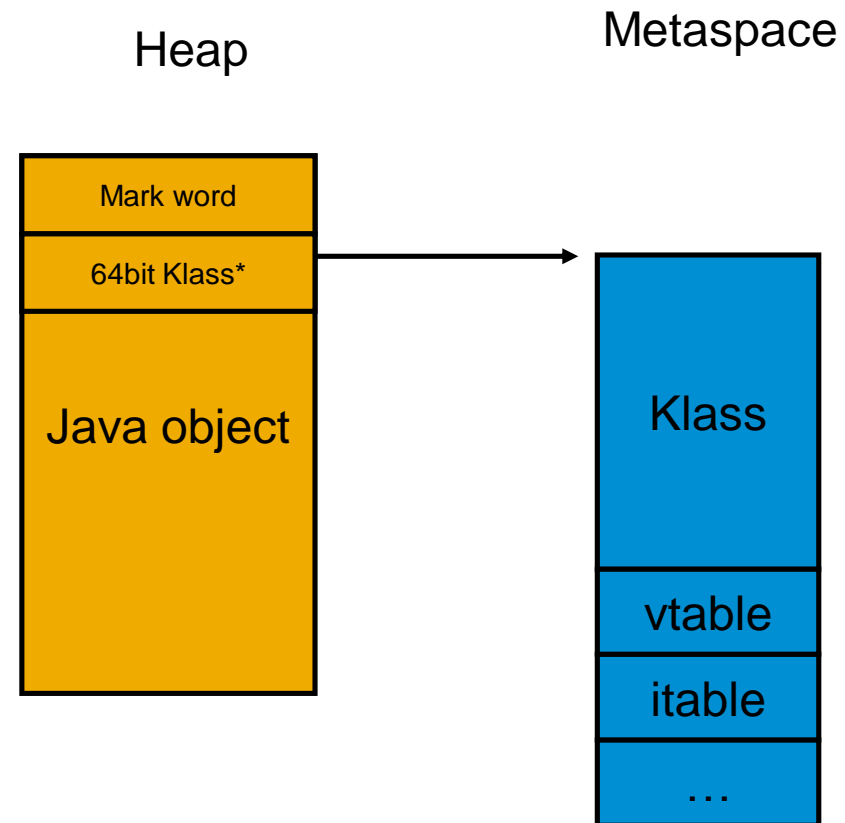 Heap
Metaspace
Mark word
64bit Klass*
Java object
Klass
vtable
itable
…